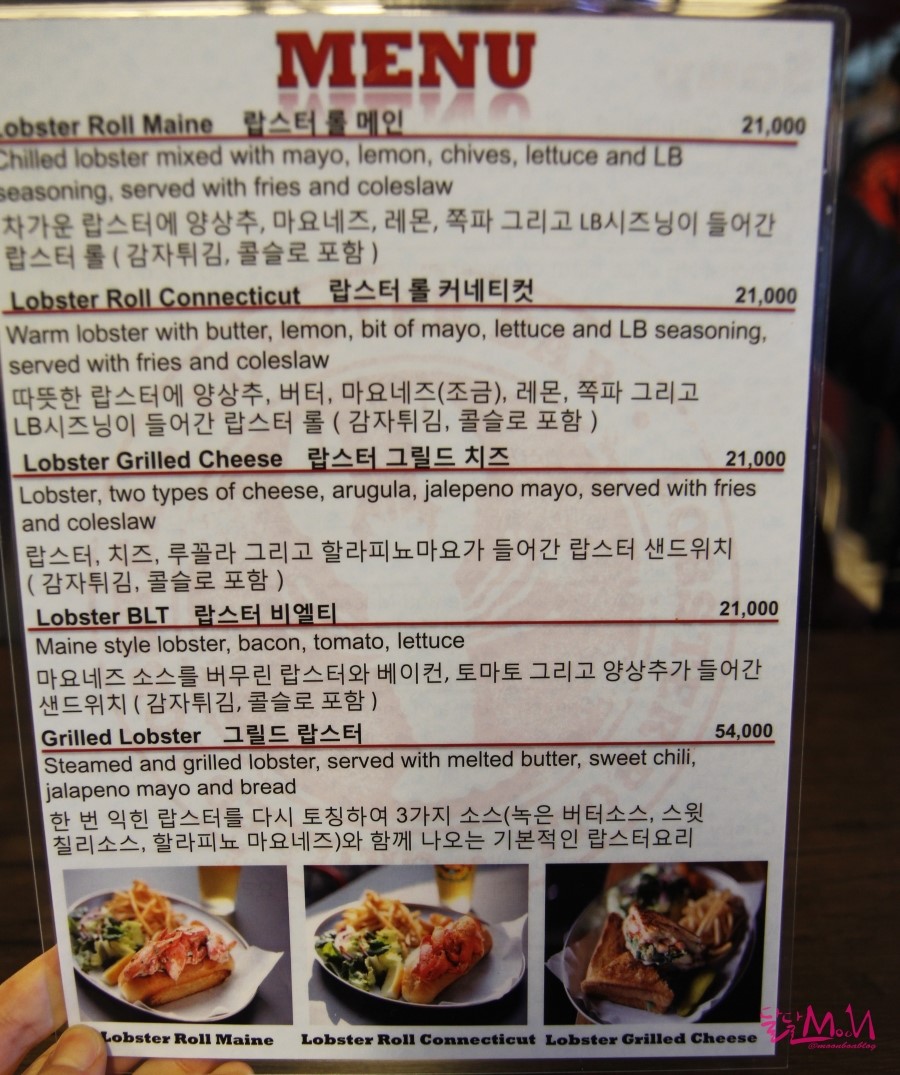 MENU
Lobster Roll Maine 랍스터 롤 메인 21,000
Chilled lobster mixed with mayo, lemon, chives, lettuce and LB
seasoning, served with fries and coleslaw
차가운 랍스터에 양상추, 마요네즈, 레몬, 쪽파 그리고 LB시즈닝이 들어간
랍스터 롤 ( 감자튀김, 콜슬로 포함 )
Lobster Roll Connecticut 랍스터 롤 커네티컷 21,000
Warm lobster with butter, lemon, bit of mayo, lettuce and LB seasoning,
served with fries and coleslaw
따뜻한 랍스터에 양상추, 버터, 마요네즈(조금), 레몬, 쪽파 그리고
LB시즈닝이 들어간 랍스터 롤 ( 감자튀김, 콜슬로 포함 )
Lobster Grilled Cheese 랍스터 그릴드 치즈 21,000
Lobster, two types of cheese, arugula, jalepeno mayo, served with fries
and coleslaw
랍스터, 치즈, 루꼴라 그리고 할라피뇨마요가 들어간 랍스터 샌드위치
( 감자튀김, 콜슬로 포함 )
Lobster BLT 랍스터 비엘티 21,000
Maine style lobster, bacon, tomato, lettuce
마요네즈 소스를 버무린 랍스터와 베이컨, 토마토 그리고 양상추가 들어간
샌드위치 ( 감자튀김, 콜슬로 포함 )
Grilled Lobster 그릴드 랍스터 54,000
Steamed and grilled lobster, served with melted butter, sweet chili,
jalapeno mayo and bread
한 번 익힌 랍스터를 다시 토칭하여 3가지 소스(녹은 버터소스, 스윗
칠리소스, 할라피뇨 마요네즈)와 함께 나오는 기본적인 랍스터요리
Lobster Roll Maine Lobster Roll Connecticut Lobster Grilled Cheese
달달 MooN